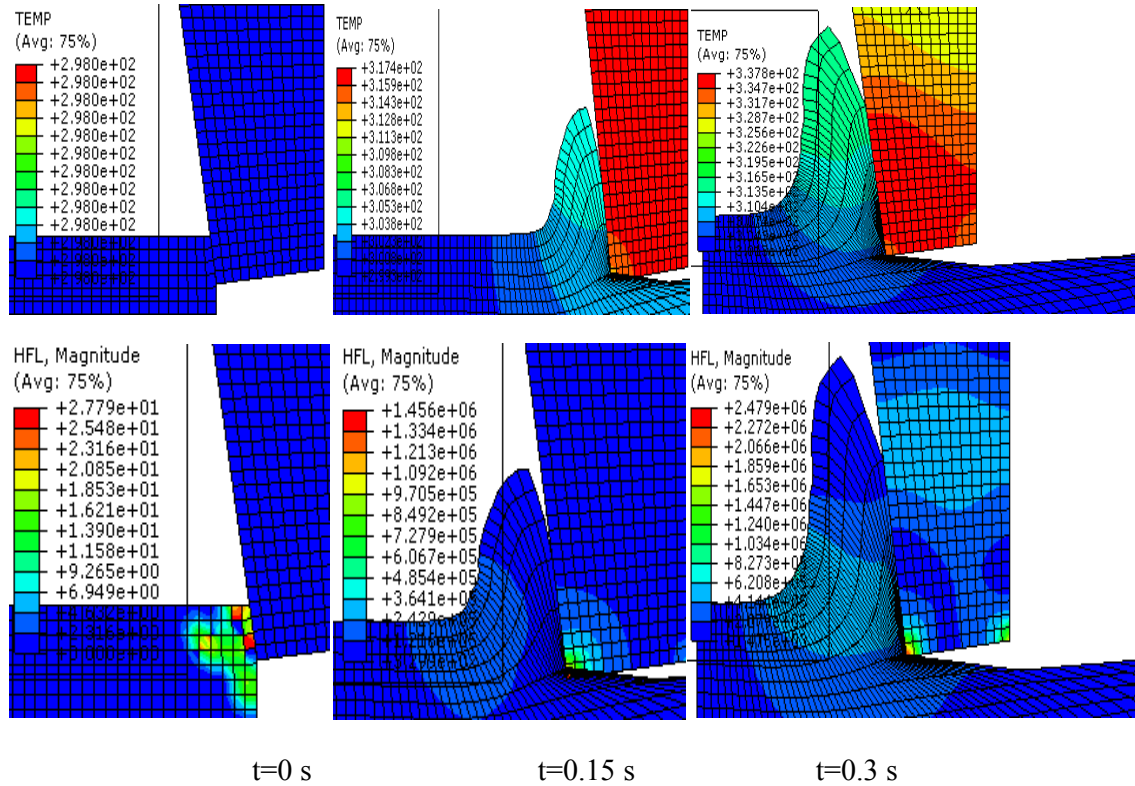 TEMP
(Avg: 75%)
+2.980e+02
+2.980e+02
+2.980e+02
+2.980e+02
+2.980e+02
+2.980e+02
+2.980e+02
+2.980e+02
+2.980e+02
+2.980e+02
TEMP
(Avg: 75%)
+3.174e+02
+3.159e+02
+3.143e+02
+3.128e+02
+3.113e+02
+3.098e+02
+3.083e+02
+3.068e+02
+3.053e+02
+3.038e+02
TEMP
(Avg: 75%)
+3.378e+02
+3.347e+02
+3.317e+02
+3.287e+02
+3.256e+02
+3.226e+02
+3.195e+02
+3.165e+02
+3.135e+02
+3.104e+02
HFL, Magnitude
(Avg: 75%)
+2.779e+01
+2.548e+01
+2.316e+01
+2.085e+01
+1.853e+01
+1.621e+01
+1.390e+01
+1.158e+01
+9.265e+00
+6.949e+00
HFL, Magnitude
(Avg: 75%)
+1.456e+06
+1.334e+06
+1.213e+06
+1.092e+06
+9.705e+05
+8.492e+05
+7.279e+05
+6.067e+05
+4.854e+05
+3.641e+05
HFL, Magnitude
(Avg: 75%)
+2.479e+06
+2.272e+06
+2.066e+06
+1.859e+06
+1.653e+06
+1.447e+06
+1.240e+06
+1.034e+06
+8.273e+05
+6.208e+05
t=0 s t=0.15 s t=0.3 s